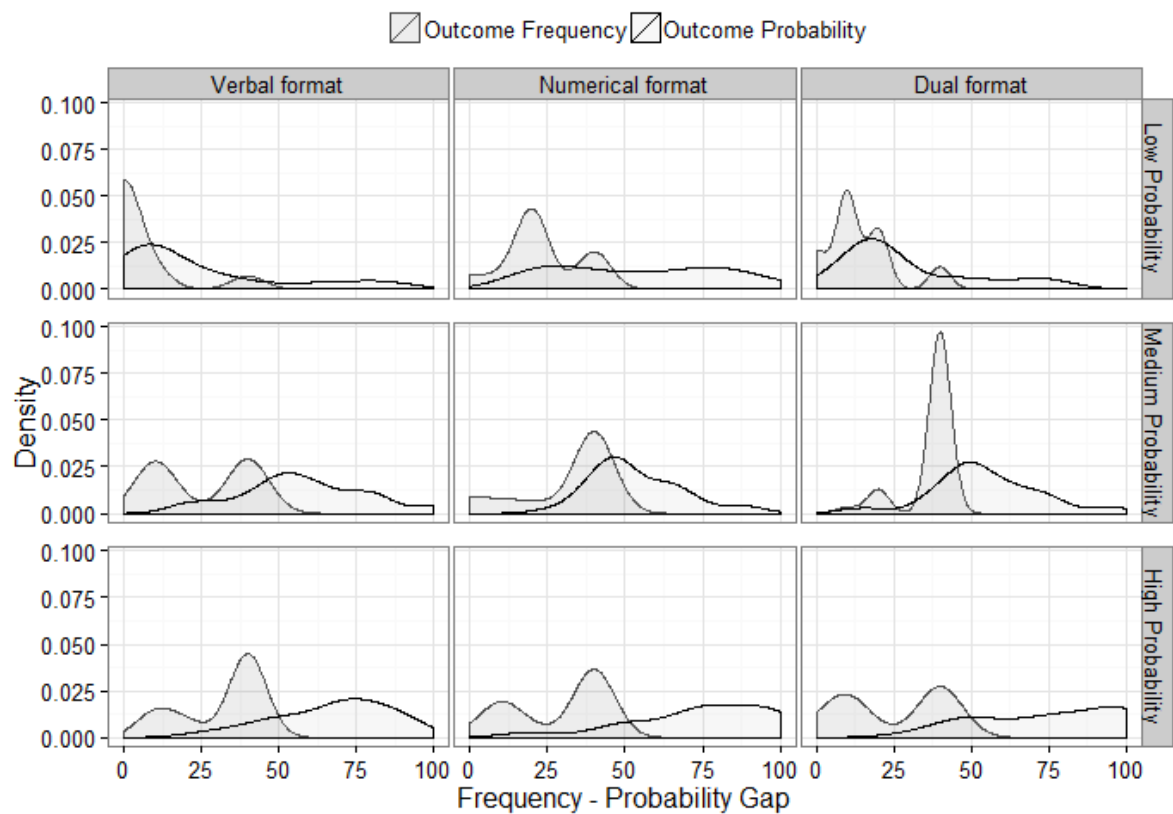 Outcome Frequency Outcome Probability
Verbal format Numerical format Dual format
0.100
0.075
0.050
0.025
0.000
Low Probability
0.100
0.075
0.050
0.025
0.000
Medium Probability
0.100
0.075
0.050
0.025
0.000
High Probability
Density
0 25 50 75 100 0 25 50 75 100 0 25 50 75 100
Frequency - Probability Gap